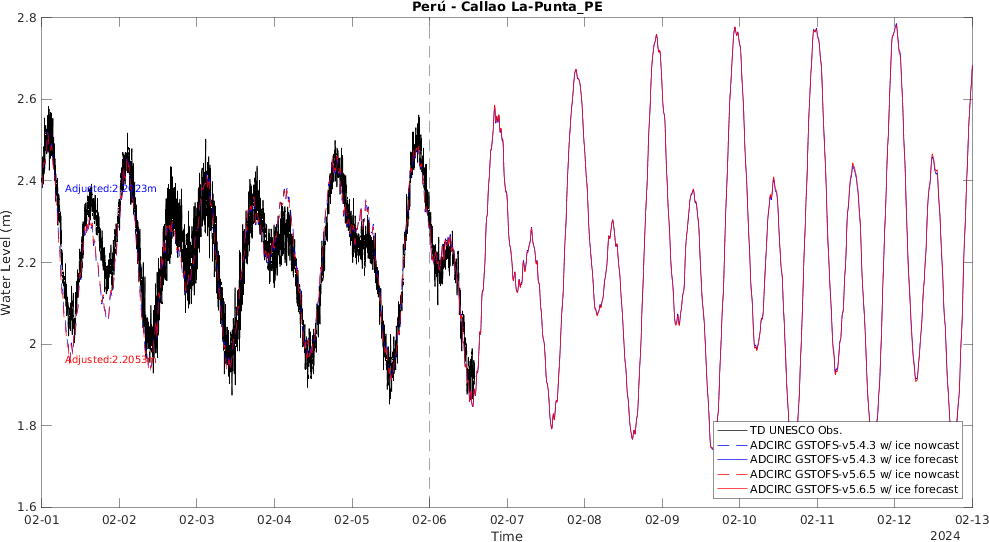 Perú - Callao La-Punta_PE
Water Level (m)
2.8
2.6
2.4
2.2
2
1.8
1.6
Adjusted:2.2023m
Adjusted:2.2053m
TD UNESCO Obs.
ADCIRC GSTOFS-v5.4.3 w/ ice nowcast
ADCIRC GSTOFS-v5.4.3 w/ ice forecast
ADCIRC GSTOFS-v5.6.5 w/ ice nowcast
ADCIRC GSTOFS-v5.6.5 w/ ice forecast
02-01 02-02 02-03 02-04 02-05 02-06 02-07 02-08 02-09 02-10 02-11 02-12 02-13
Time
2024